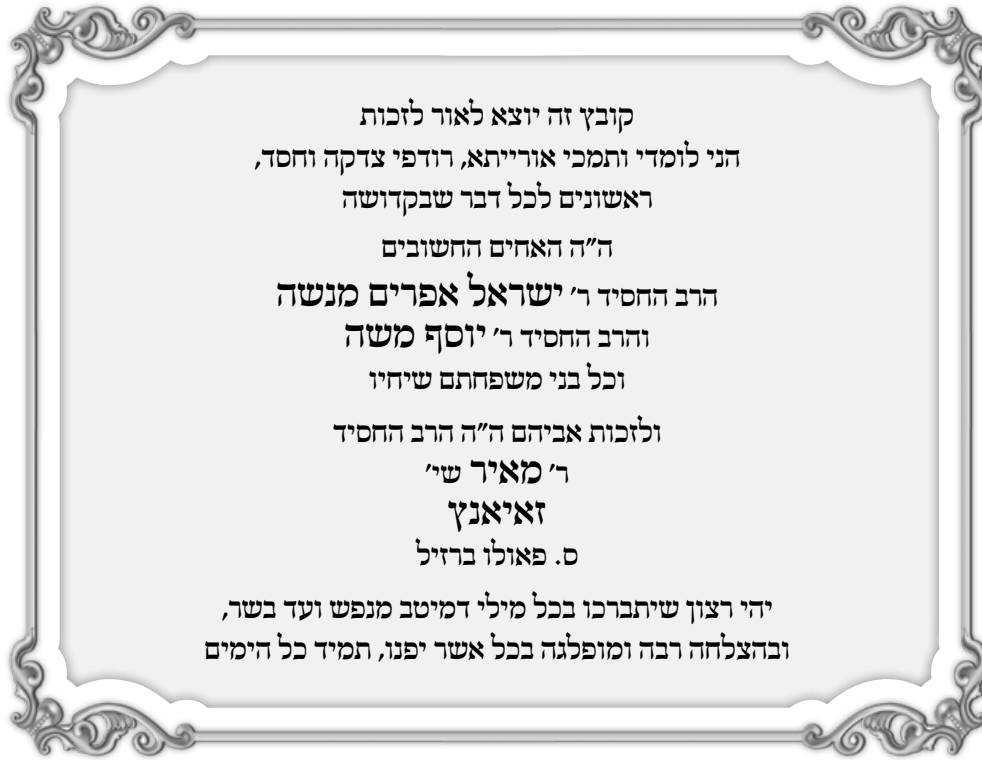 קובץ זה יוצא לאור לזכות
הני לומדי ותמכי אורייתא, רודפי צדקה וחסד,
ראשונים לכל דבר שבקדושה
ה״ה האחים החשובים
הרב החסיד ר׳ ישראל אפרים מנשה
והרב החסיד ר׳ יוסף משה
וכל בני משפחתם שיחיו
ולזכות אביהם ה״ה הרב החסיד
ר׳ מאיר שי׳
זאיאנץ
ס. פאולו ברזיל
יהי רצון שיתברכו בכל מילי דמיטב מנפש ועד בשר,
ובהצלחה רבה ומופלגה בכל אשר יפנו, תמיד כל הימים